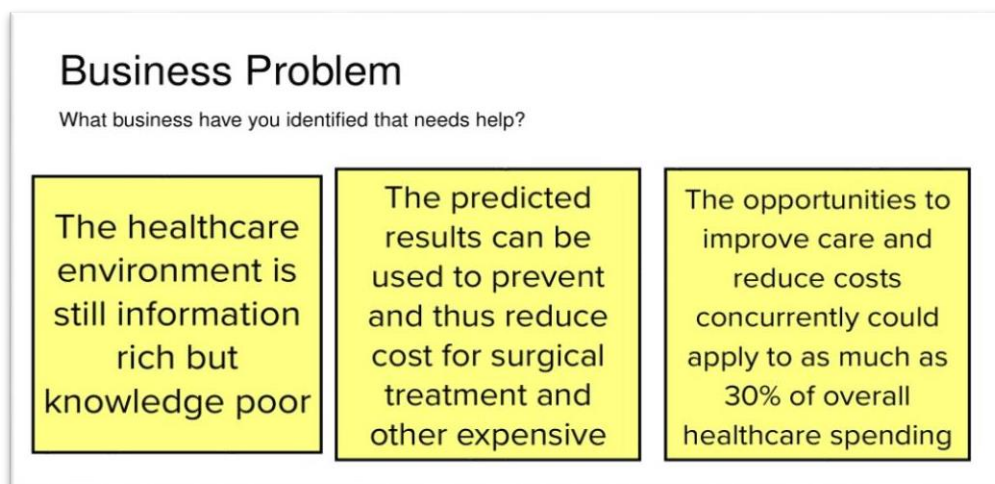 Business Problem
What business have you identified that needs help?
The healthcare
environment is
still information
rich but
knowledge poor
The predicted
results can be
used to prevent
and thus reduce
cost for surgical
treatment and
other expensive
The opportunities to
improve care and
reduce costs
concurrently could
apply to as much as
30% of overall
healthcare spending